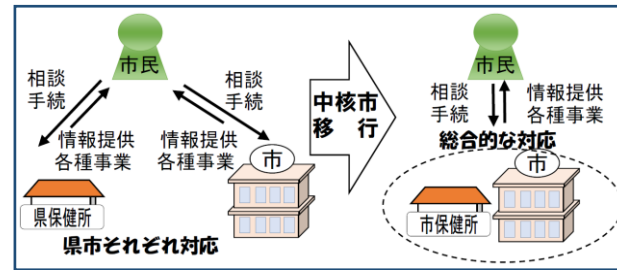 市民
相談
手続
情報提供
各種事業
県保健所
相談
手続
情報提供
各種事業
市
県市それぞれ対応
中核市
移行
市民
相談
手続
情報提供
各種事業
総合的な対応
市
市保健所